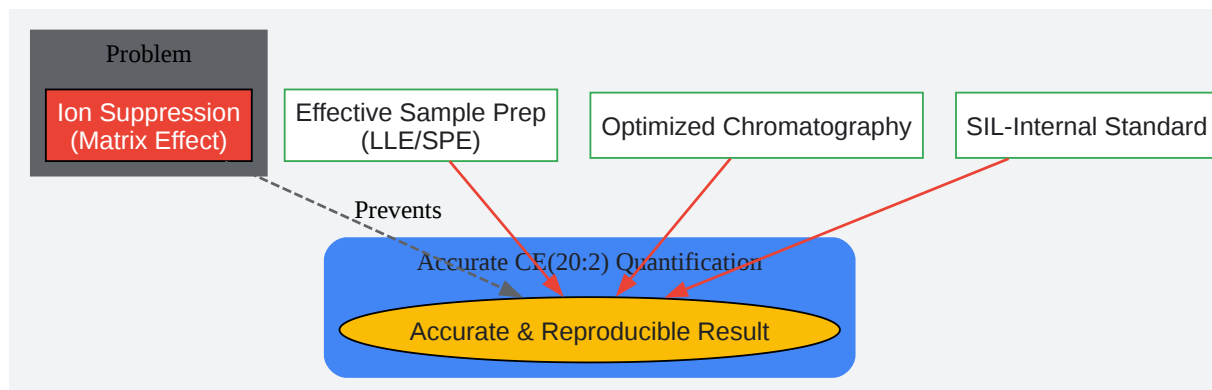 Problem
Ion Suppression
(Matrix Effect)
Effective Sample Prep
(LLE/SPE)
Optimized Chromatography
SIL-Internal Standard
Prevents
Accurate CE(20:2) Quantification
Accurate & Reproducible Result